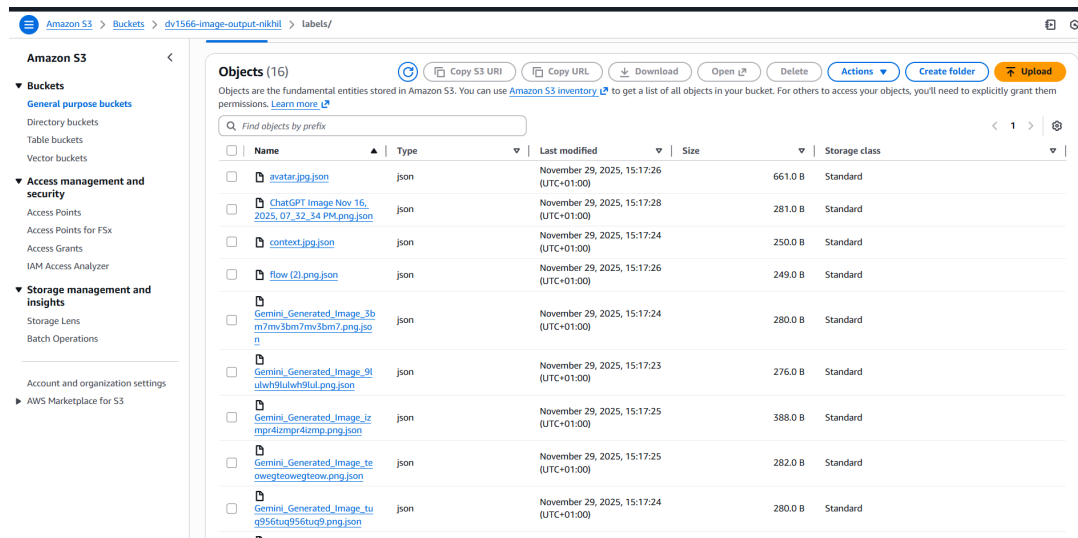 Amazon S3 > Buckets > dv1566-image-output-nikhil > labels/
Amazon S3
Buckets
General purpose buckets
Directory buckets
Table buckets
Vector buckets
Access management and
security
Access Points
Access Points for FSx
Access Grants
IAM Access Analyzer
Storage management and
insights
Storage Lens
Batch Operations
Account and organization settings
AWS Marketplace for S3
Objects (16)
Copy S3 URI
Copy URL
Download
Open
Delete
Actions
Create folder
Upload
Objects are the fundamental entities stored in Amazon S3. You can use Amazon S3 inventory to get a list of all objects in your bucket. For others to access your objects, you'll need to explicitly grant them
permissions. Learn more
Find objects by prefix
< 1 >
Name Type Last modified Size Storage class
avatar.jpg.json json November 29, 2025, 15:17:26 661.0 B Standard
(UTC+01:00)
ChatGPT Image Nov 16, json November 29, 2025, 15:17:28 281.0 B Standard
2025, 07_32_34 PM.png.json (UTC+01:00)
context.jpg.json json November 29, 2025, 15:17:24 250.0 B Standard
(UTC+01:00)
flow (2).png.json json November 29, 2025, 15:17:26 249.0 B Standard
(UTC+01:00)
Gemini_Generated_Image_3b json November 29, 2025, 15:17:24 280.0 B Standard
m7mv3bm7mv3bm7.png.jso (UTC+01:00)
n
Gemini_Generated_Image_9l json November 29, 2025, 15:17:23 276.0 B Standard
ulwh9lulwh9lul.png.json (UTC+01:00)
Gemini_Generated_Image_iz json November 29, 2025, 15:17:25 388.0 B Standard
mpr4izmpr4izmp.png.json (UTC+01:00)
Gemini_Generated_Image_te json November 29, 2025, 15:17:25 282.0 B Standard
owegteowegteow.png.json (UTC+01:00)
Gemini_Generated_Image_tu json November 29, 2025, 15:17:24 280.0 B Standard
q956tuq956tuq9.png.json (UTC+01:00)